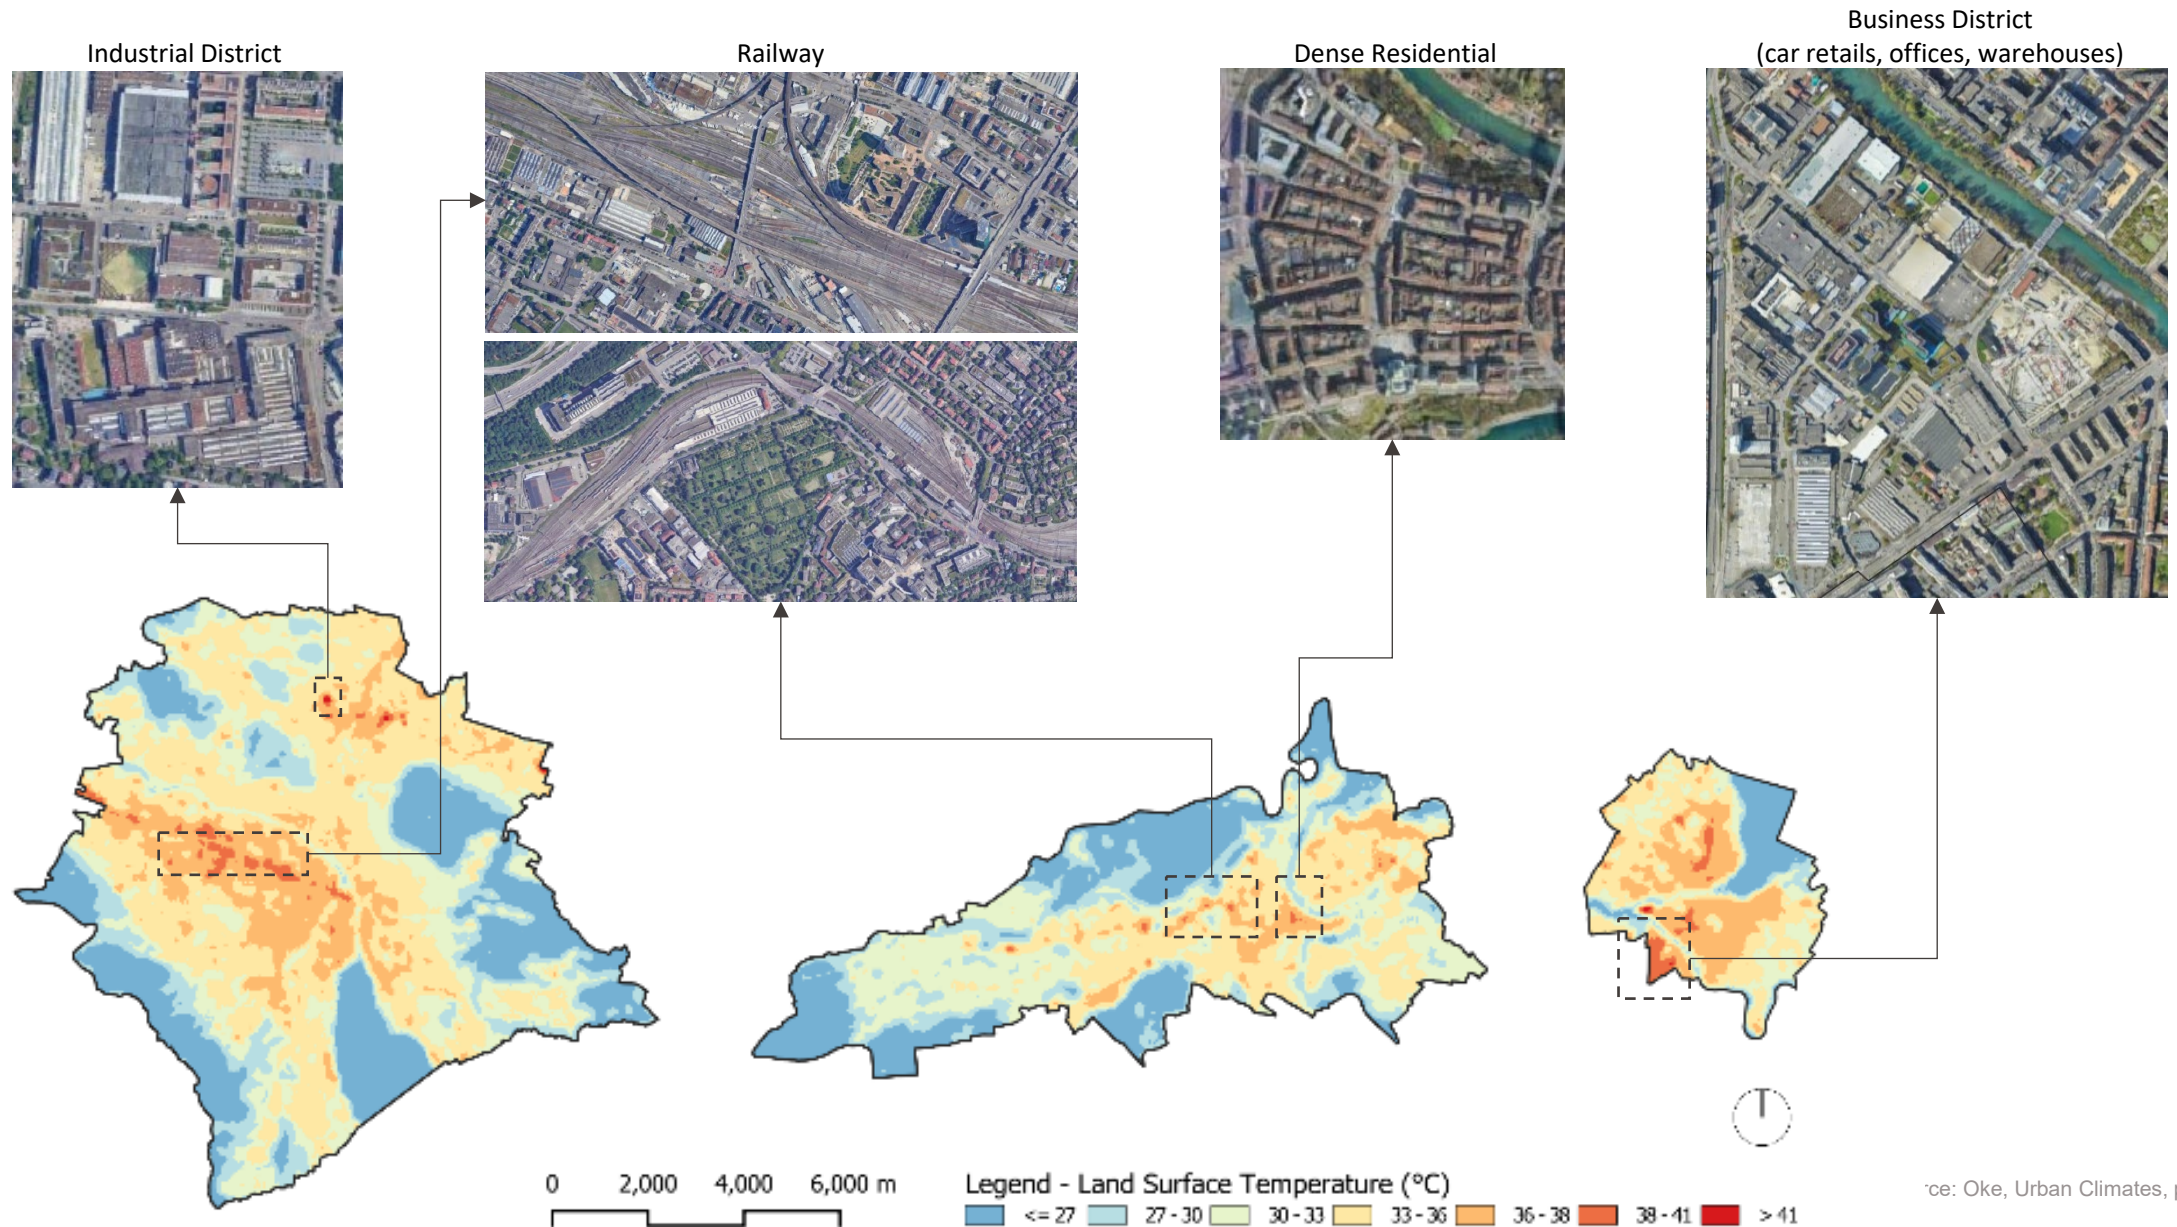 Business District
Industrial District
Railway
Dense Residential
(car retails, offices, warehouses)
0 2,000 4,000 6,000 m
Legend - Land Surface Temperature (°C)
<= 27 27 - 30 30 - 33 33 - 36 36 - 38 38 - 41 > 41
ce: Oke, Urban Climates,